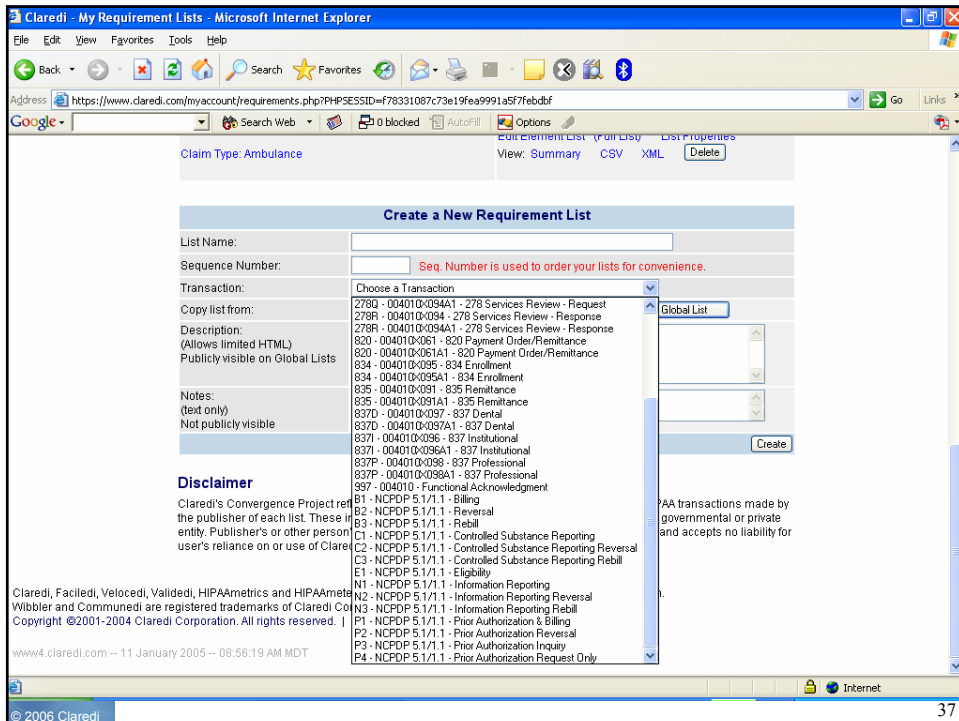 Claredi - My Requirement Lists - Microsoft Internet Explorer
File Edit View Favorites Tools Help
Back Search Favorites
Address https://www.claredi.com/myaccount/requirements.php?PHPSESSID=f78331087c73e19fea9991a5f7febdbf Go Links »
Google Search Web 0 blocked AutoFill Options
Edit Element List (Full List) List Properties
Claim Type: Ambulance View: Summary CSV XML Delete
Create a New Requirement List
List Name:
Sequence Number: Seq. Number is used to order your lists for convenience.
Transaction: Choose a Transaction
Copy list from: Global List
Description:
(Allows limited HTML)
Publicly visible on Global Lists
Notes:
(text only)
Not publicly visible
Create
278Q - 004010X094A1 - 278 Services Review - Request
278R - 004010X094 - 278 Services Review - Response
278R - 004010X094A1 - 278 Services Review - Response
820 - 004010X061 - 820 Payment Order/Remittance
820 - 004010X061A1 - 820 Payment Order/Remittance
834 - 004010X095 - 834 Enrollment
834 - 004010X095A1 - 834 Enrollment
835 - 004010X091 - 835 Remittance
835 - 004010X091A1 - 835 Remittance
837D - 004010X097 - 837 Dental
837D - 004010X097A1 - 837 Dental
837I - 004010X096 - 837 Institutional
837I - 004010X096A1 - 837 Institutional
837P - 004010X098 - 837 Professional
837P - 004010X098A1 - 837 Professional
997 - 004010 - Functional Acknowledgment
B1 - NCPDP 5.1/1.1 - Billing
B2 - NCPDP 5.1/1.1 - Reversal
B3 - NCPDP 5.1/1.1 - Rebill
C1 - NCPDP 5.1/1.1 - Controlled Substance Reporting
C2 - NCPDP 5.1/1.1 - Controlled Substance Reporting Reversal
C3 - NCPDP 5.1/1.1 - Controlled Substance Reporting Rebill
E1 - NCPDP 5.1/1.1 - Eligibility
N1 - NCPDP 5.1/1.1 - Information Reporting
N2 - NCPDP 5.1/1.1 - Information Reporting Reversal
N3 - NCPDP 5.1/1.1 - Information Reporting Rebill
P1 - NCPDP 5.1/1.1 - Prior Authorization & Billing
P2 - NCPDP 5.1/1.1 - Prior Authorization Reversal
P3 - NCPDP 5.1/1.1 - Prior Authorization Inquiry
P4 - NCPDP 5.1/1.1 - Prior Authorization Request Only
Disclaimer
Claredi's Convergence Project ref PAA transactions made by
the publisher of each list. These governmental or private
entity. Publisher's or other person and accepts no liability for
user's reliance on or use of Clare
Claredi, Faciledi, Velocedi, Validedi, HIPAAmetrics and HIPAAmete
Wibbler and Communedi are registered trademarks of Claredi Co
Copyright ©2001-2004 Claredi Corporation. All rights reserved. |
www4.claredi.com -- 11 January 2005 -- 08:56:19 AM MDT
Internet
© 2006 Claredi
37